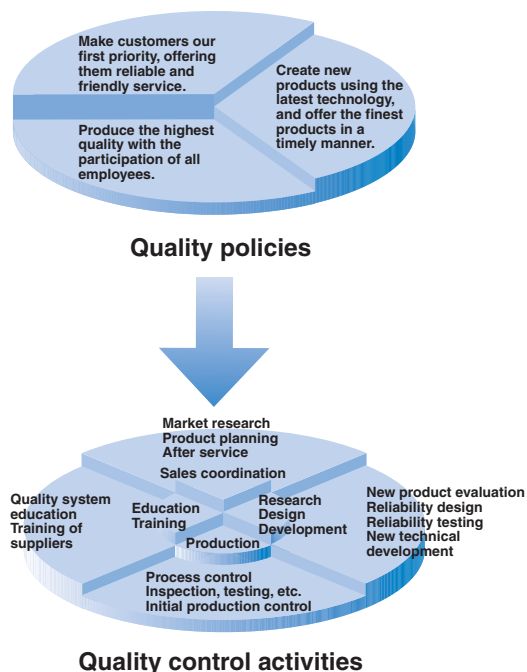 Make customers our
first priority, offering
them reliable and
friendly service.
Create new
products using the
latest technology,
and offer the finest
products in a
timely manner.
Produce the highest
quality with the
participation of all
employees.
Quality policies
Market research
Product planning
After service
Sales coordination
Quality system
education
Training of
suppliers
Education
Training
Research
Design
Development
New product evaluation
Reliability design
Reliability testing
New technical
development
Production
Process control
Inspection, testing, etc.
Initial production control
Quality control activities